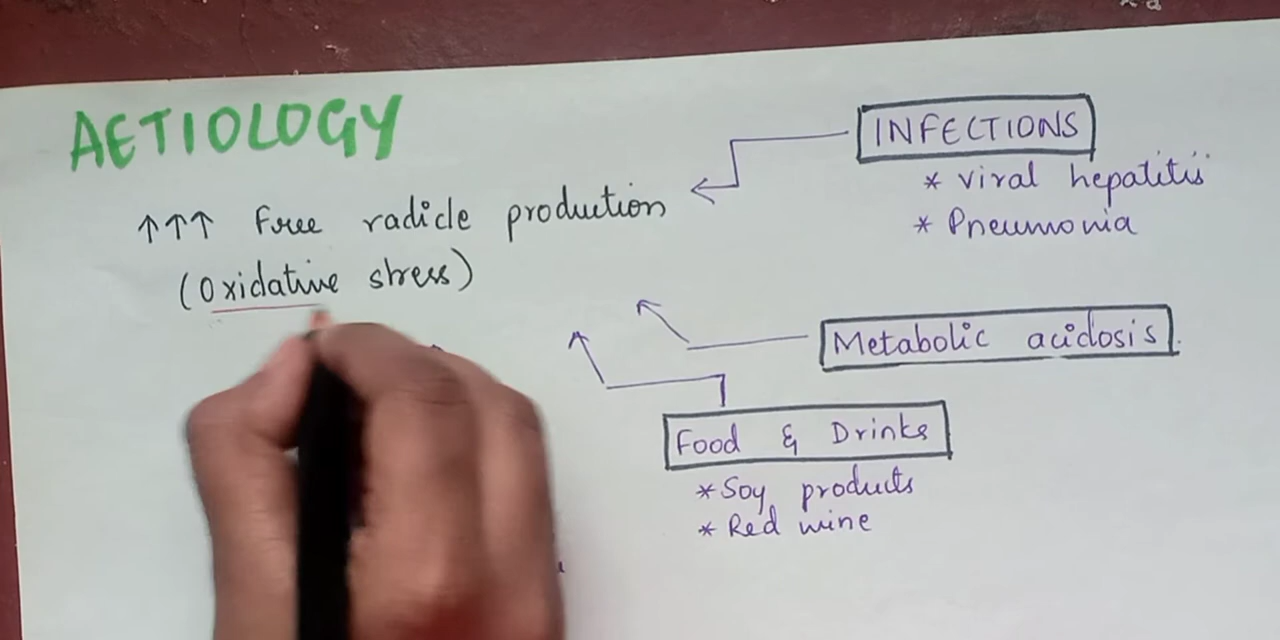 AETIOLOGY
↑↑↑ Free radicle production
(Oxidative stress)
INFECTIONS
* Viral hepatitis
* Pneumonia
Metabolic acidosis.
Food & Drinks
* Soy products
* Red wine